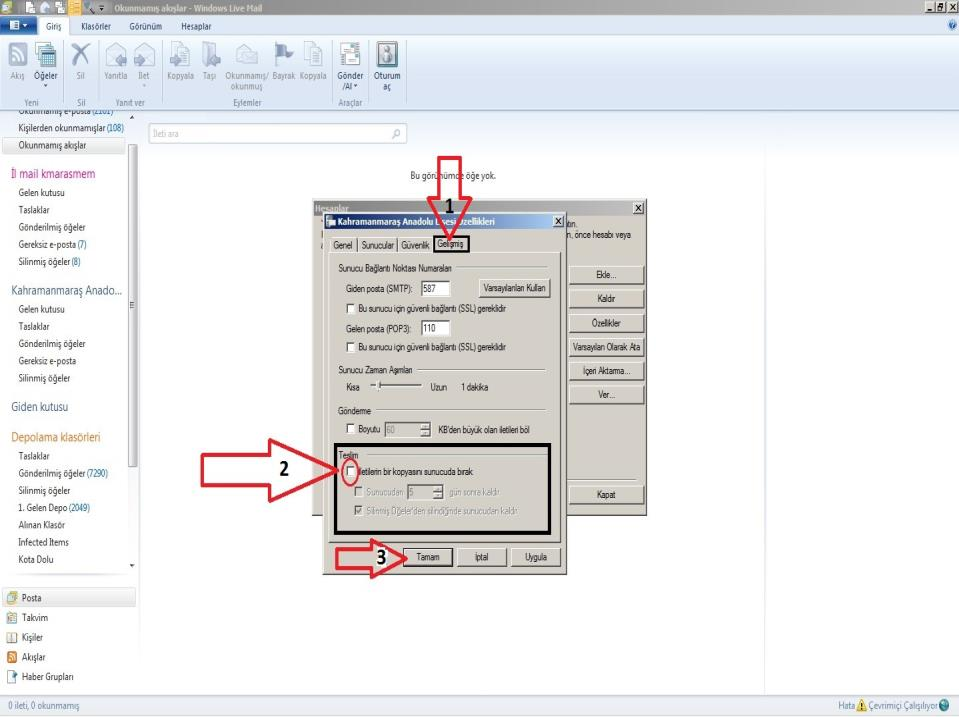 Okunmamış akışlar - Windows Live Mail
Giriş Klasörler Görünüm Hesaplar
Akış Öğeler Sil Yanıtla İlet Kopyala Taşı Okunmamış/ okunmuş Bayrak Kopyala Gönder /Al Oturum aç
Yeni Sil Yanıt ver Eylemler Araçlar
Okunmamış e-posta (2101)
Kişilerden okunmamışlar (108)
Okunmamış akışlar
İl mail kmarasmem
Gelen kutusu
Taslaklar
Gönderilmiş öğeler
Gereksiz e-posta (7)
Silinmiş öğeler (8)
Kahramanmaraş Anado...
Gelen kutusu
Taslaklar
Gönderilmiş öğeler
Gereksiz e-posta
Silinmiş öğeler
Giden kutusu
Depolama klasörleri
Taslaklar
Gönderilmiş öğeler (7290)
Silinmiş öğeler
1. Gelen Depo (2049)
Alınan Klasör
Infected Items
Kota Dolu
Posta
Takvim
Kişiler
Akışlar
Haber Grupları
İleti ara
Bu görünümde öğe yok.
1
Hesaplar
Kahramanmaraş Anadolu Lisesi Özellikleri
Genel Sunucular Güvenlik Gelişmiş
Sunucu Bağlantı Noktası Numaraları
Giden posta (SMTP): 587 Varsayılanları Kullan
Bu sunucu için güvenli bağlantı (SSL) gereklidir
Gelen posta (POP3): 110
Bu sunucu için güvenli bağlantı (SSL) gereklidir
Sunucu Zaman Aşımları
Kısa Uzun 1 dakika
Gönderme
Boyutu 60 KB'den büyük olan iletileri böl
Teslim
2
İletilerin bir kopyasını sunucuda bırak
Sunucudan 5 gün sonra kaldır
Silinmiş Öğeler'den silindiğinde sunucudan kaldır
3
Tamam İptal Uygula
n, önce hesabı veya
Ekle...
Kaldır
Özellikler
Varsayılan Olarak Ata
İçeri Aktarma...
Ver...
Kapat
0 ileti, 0 okunmamış
Hata Çevrimiçi Çalışılıyor